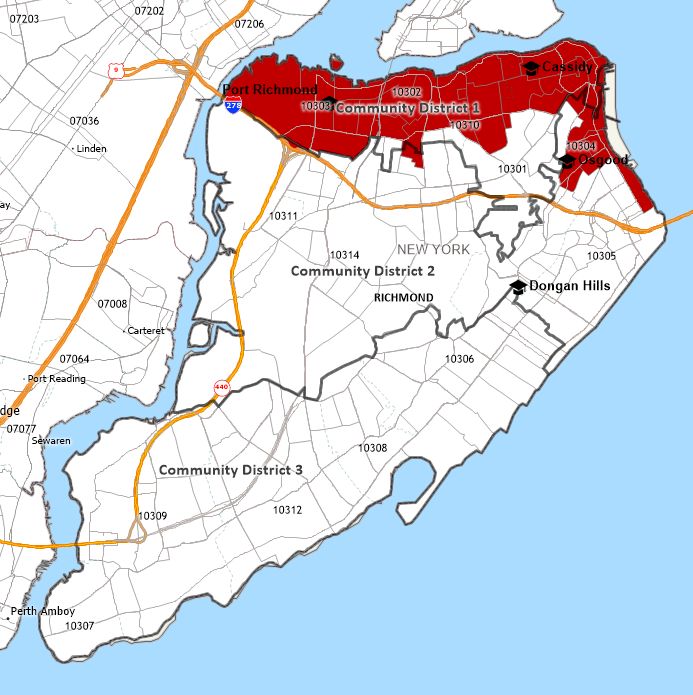 07202
07203
07206
9
Cassidy
Port Richmond
10302
278
10303
Community District 1
07036
10310
Linden
10304
Osgood
10301
ay
10311
NEW YORK
10314
10305
Community District 2
Dongan Hills
RICHMOND
07008
Carteret
07064
10306
Port Reading
440
dge
07077
Sewaren
10308
Community District 3
10312
10309
Perth Amboy
10307